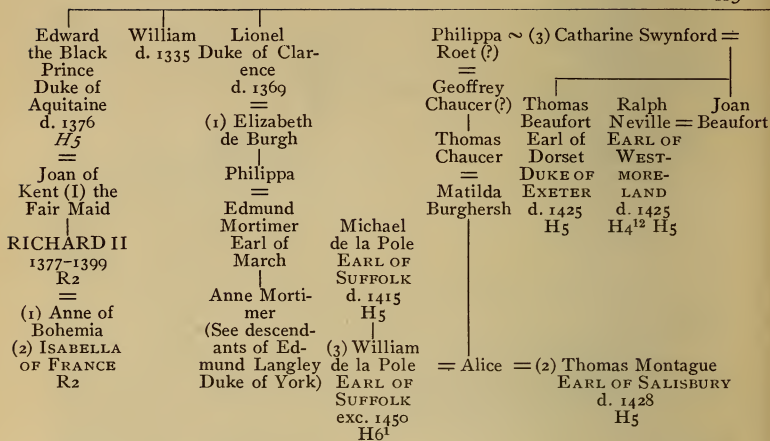 Edward
the Black
Prince
Duke of
Aquitaine
d. 1376
H5
=
Joan of
Kent (I) the
Fair Maid
RICHARD II
1377-1399
R2
=
(1) Anne of
Bohemia
(2) ISABELLA
OF FRANCE
R2
William
d. 1335
Lionel
Duke of Clar-
ence
d. 1369
=
(1) Elizabeth
de Burgh
Philippa
=
Edmund
Mortimer
Earl of
March
Anne Morti-
mer
(See descend-
ants of Ed-
mund Langley
Duke of York)
Michael
de la Pole
EARL OF
SUFFOLK
d. 1415
H5
(3) William
de la Pole
EARL OF
SUFFOLK
exc. 1450
H6¹
Philippa ~ (3) Catharine Swynford =
Roet (?)
=
Geoffrey
Chaucer (?)
Thomas
Chaucer
=
Matilda
Burghersh
= Alice = (2) Thomas Montague
EARL OF SALISBURY
d. 1428
H5
Thomas
Beaufort
Earl of
Dorset
DUKE OF
EXETER
d. 1425
H5
Ralph
Neville =
EARL OF
WEST-
MORE-
LAND
d. 1425
H4¹² H5
Joan
Beaufort